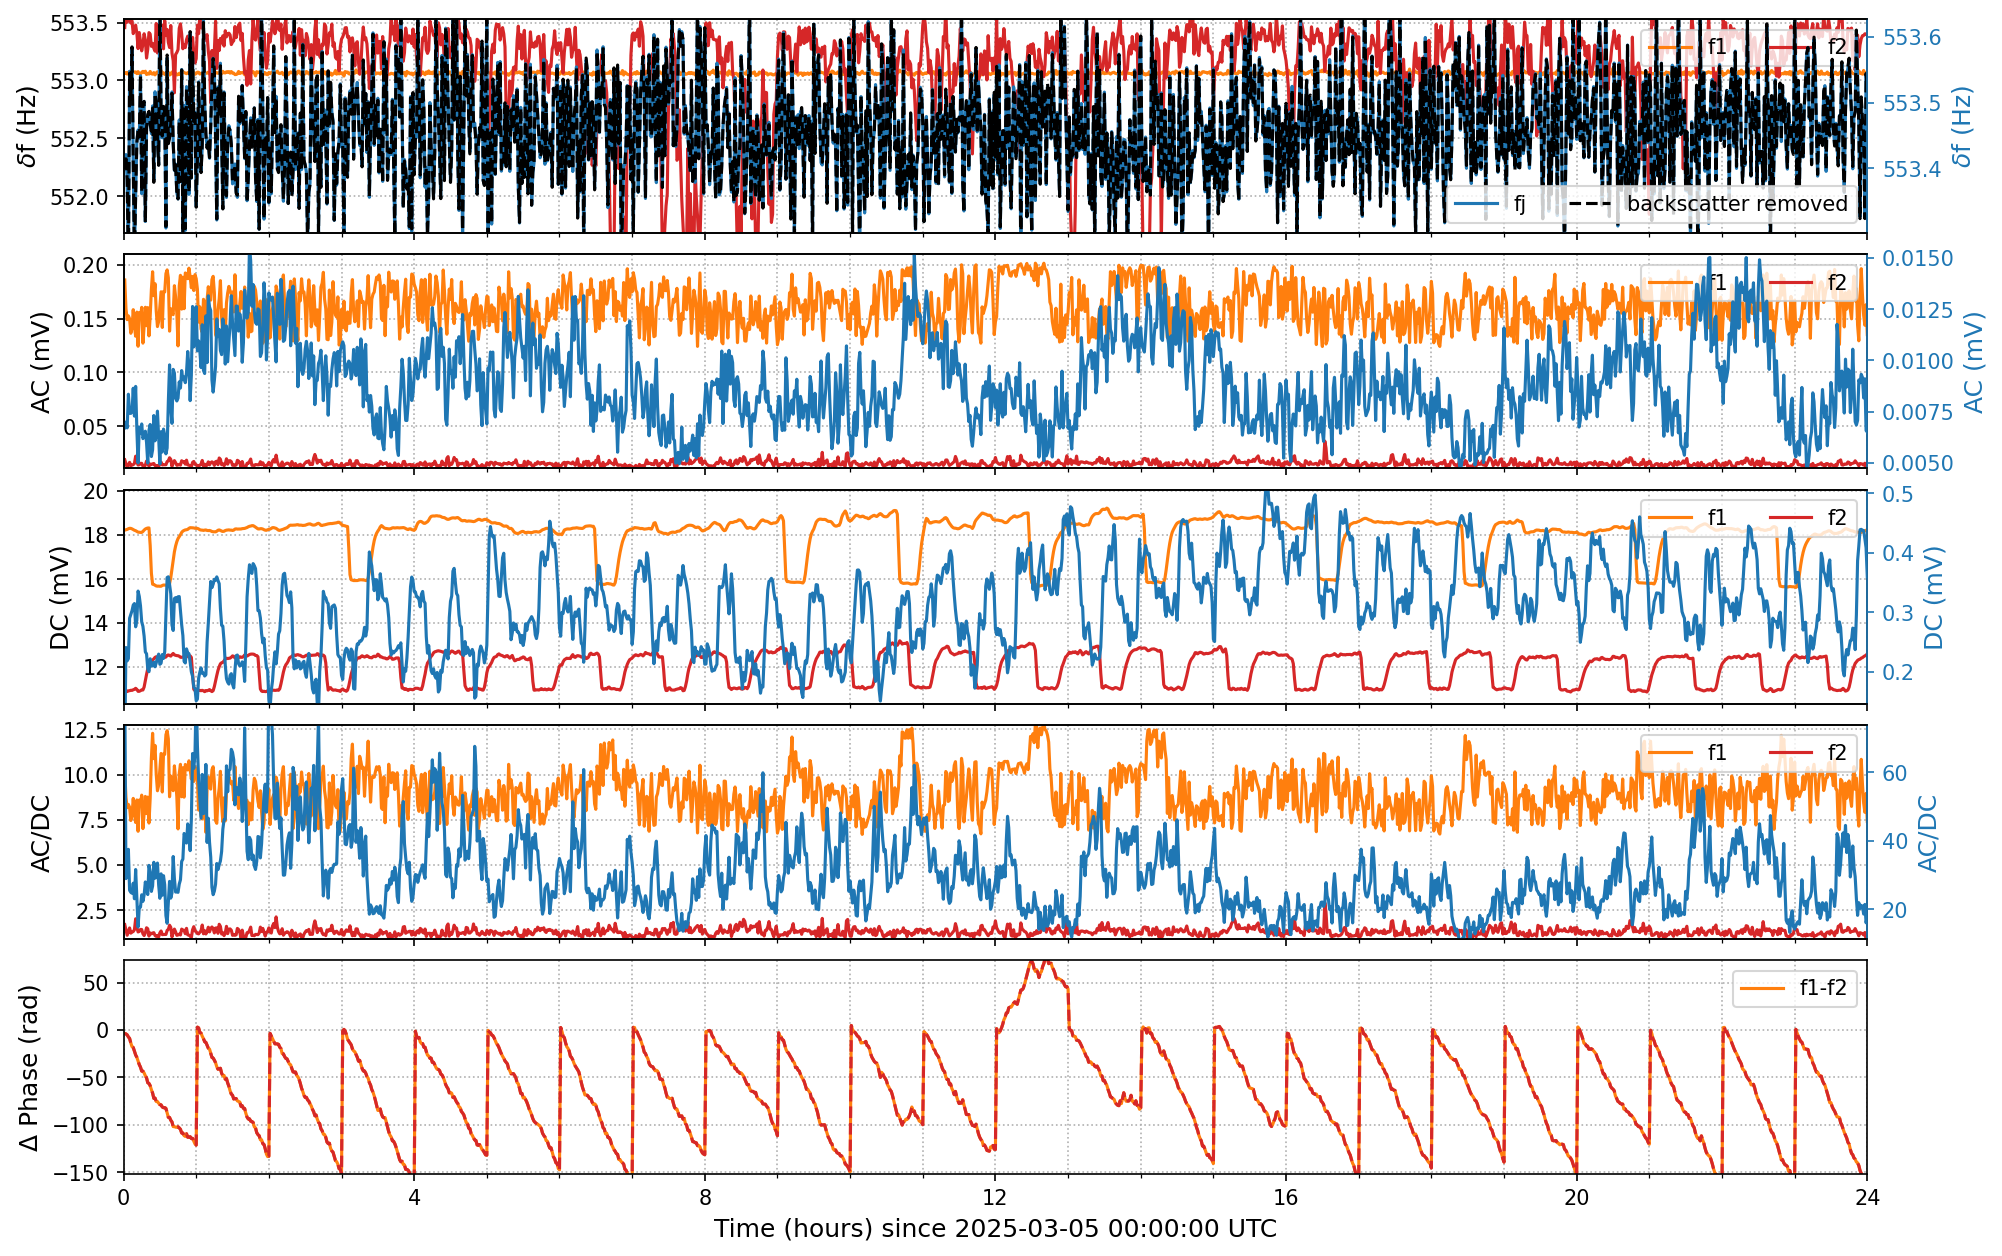 553.5
553.0
552.5
552.0
δf (Hz)
f1 f2
fj backscatter removed
553.6
553.5
553.4
δf (Hz)
0.20
0.15
0.10
0.05
AC (mV)
f1 f2
0.0150
0.0125
0.0100
0.0075
0.0050
AC (mV)
20
18
16
14
12
DC (mV)
f1 f2
0.5
0.4
0.3
0.2
DC (mV)
12.5
10.0
7.5
5.0
2.5
AC/DC
f1 f2
60
40
20
AC/DC
50
0
−50
−100
−150
Δ Phase (rad)
f1-f2
0 4 8 12 16 20 24
Time (hours) since 2025-03-05 00:00:00 UTC